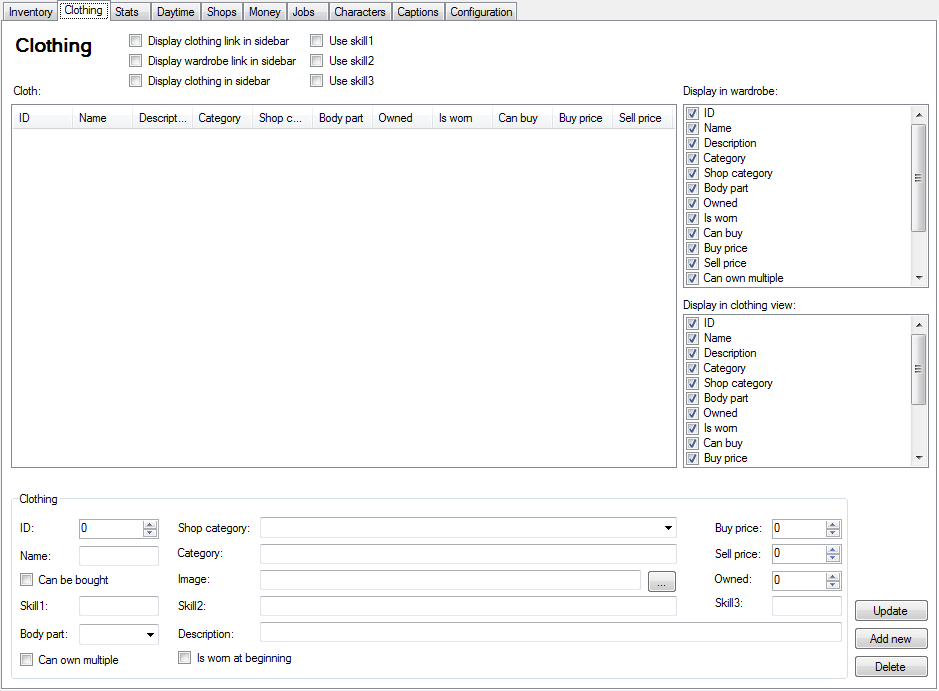 Inventory Clothing Stats Daytime Shops Money Jobs Characters Captions Configuration
Clothing
Display clothing link in sidebar Use skill1
Display wardrobe link in sidebar Use skill2
Display clothing in sidebar Use skill3
Cloth:
ID Name Descript... Category Shop c... Body part Owned Is worn Can buy Buy price Sell price
Display in wardrobe:
ID
Name
Description
Category
Shop category
Body part
Owned
Is worn
Can buy
Buy price
Sell price
Can own multiple
Display in clothing view:
ID
Name
Description
Category
Shop category
Body part
Owned
Is worn
Can buy
Buy price
Clothing
ID: 0 Shop category: Buy price: 0
Name: Category: Sell price: 0
Can be bought Image: ... Owned: 0
Skill1: Skill2: Skill3:
Body part: Description:
Can own multiple Is worn at beginning
Update
Add new
Delete